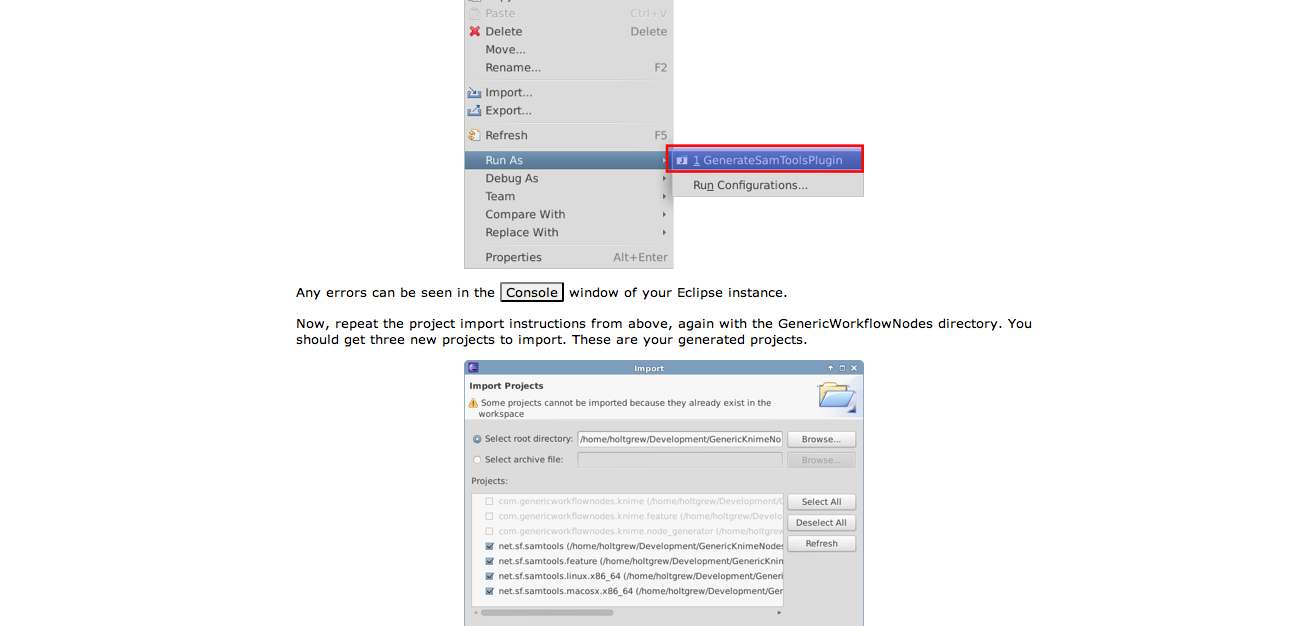 Paste Ctrl+V
Delete Delete
Move...
Rename... F2
Import...
Export...
Refresh F5
Run As
1 GenerateSamToolsPlugin
Debug As
Run Configurations...
Team
Compare With
Replace With
Properties Alt+Enter
Any errors can be seen in the Console window of your Eclipse instance.
Now, repeat the project import instructions from above, again with the GenericWorkflowNodes directory. You
should get three new projects to import. These are your generated projects.
Import
Import Projects
Some projects cannot be imported because they already exist in the
workspace
Select root directory: /home/holtgrew/Development/GenericKnimeNo Browse...
Select archive file: Browse...
Projects:
com.genericworkflownodes.knime (/home/holtgrew/Development/G
Select All
com.genericworkflownodes.knime.feature (/home/holtgrew/Develo
Deselect All
com.genericworkflownodes.knime.node_generator (/home/holtgrew
Refresh
net.sf.samtools (/home/holtgrew/Development/GenericKnimeNodes
net.sf.samtools.feature (/home/holtgrew/Development/GenericKnim
net.sf.samtools.linux.x86_64 (/home/holtgrew/Development/Generi
net.sf.samtools.macosx.x86_64 (/home/holtgrew/Development/Gen